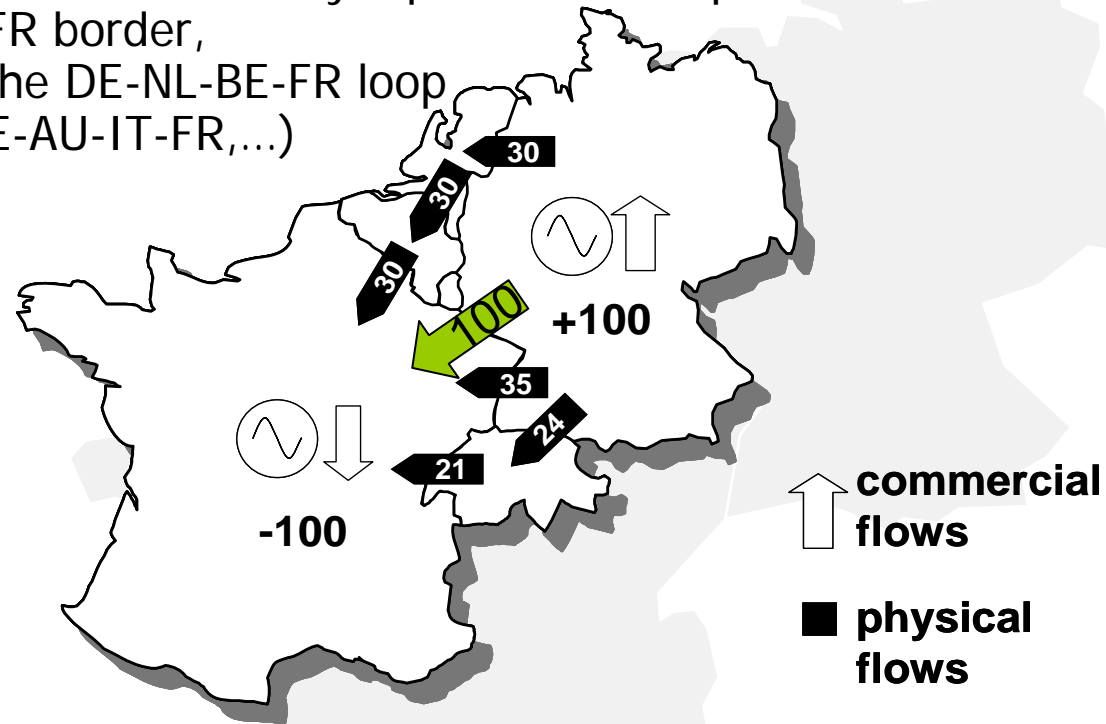 FR border,
he DE-NL-BE-FR loop
E-AU-IT-FR,...)
30
30
30
100
+100
35
24
21
-100
commercial
flows
physical
flows